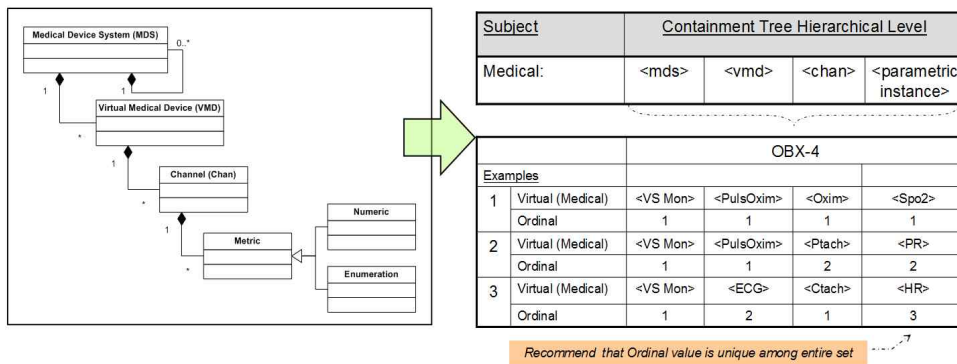 Medical Device System (MDS)
0..*
1
1
Virtual Medical Device (VMD)
*
1
Channel (Chan)
*
1
Metric
*
Numeric
Enumeration
Subject Containment Tree Hierarchical Level
Medical: <mds> <vmd> <chan> <parametric instance>
OBX-4
Examples
1 Virtual (Medical) <VS Mon> <PulsOxim> <Oxim> <Spo2>
Ordinal 1 1 1 1
2 Virtual (Medical) <VS Mon> <PulsOxim> <Ptach> <PR>
Ordinal 1 1 2 2
3 Virtual (Medical) <VS Mon> <ECG> <Ctach> <HR>
Ordinal 1 2 1 3
Recommend that Ordinal value is unique among entire set